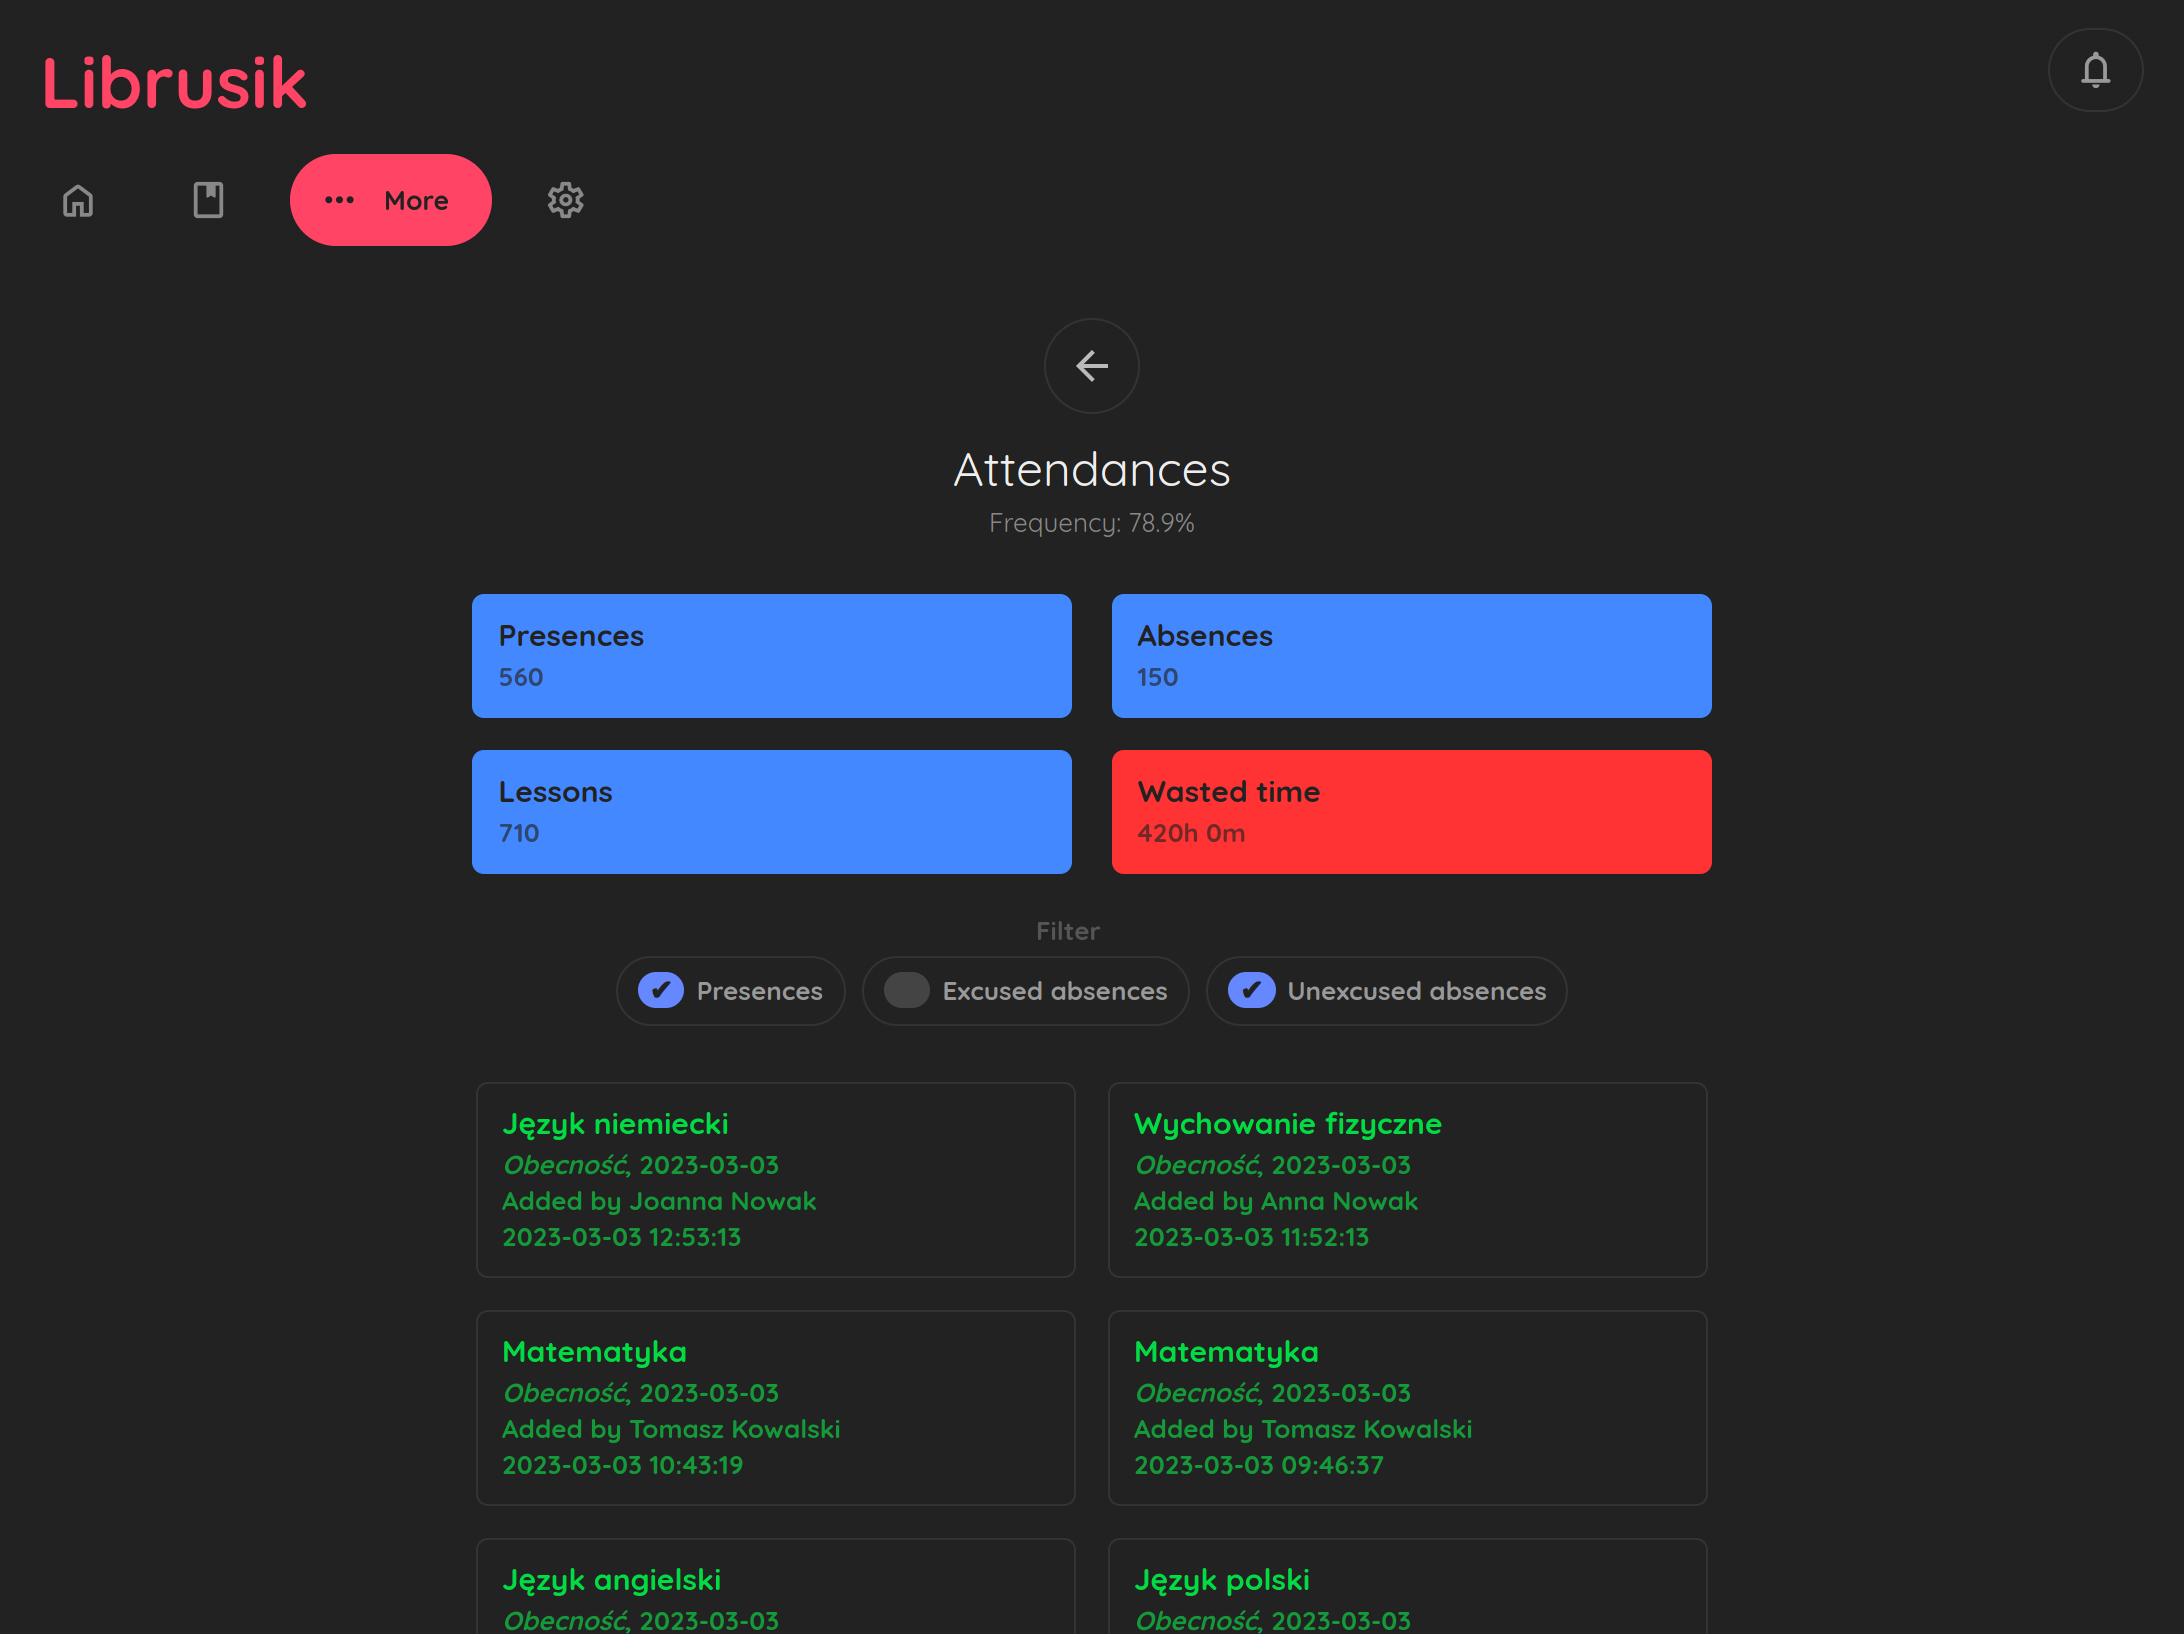 Librusik
More
Attendances
Frequency: 78.9%
Presences
560
Absences
150
Lessons
710
Wasted time
420h 0m
Filter
Presences
Excused absences
Unexcused absences
Język niemiecki
Obecność, 2023-03-03
Added by Joanna Nowak
2023-03-03 12:53:13
Wychowanie fizyczne
Obecność, 2023-03-03
Added by Anna Nowak
2023-03-03 11:52:13
Matematyka
Obecność, 2023-03-03
Added by Tomasz Kowalski
2023-03-03 10:43:19
Matematyka
Obecność, 2023-03-03
Added by Tomasz Kowalski
2023-03-03 09:46:37
Język angielski
Obecność, 2023-03-03
Język polski
Obecność, 2023-03-03